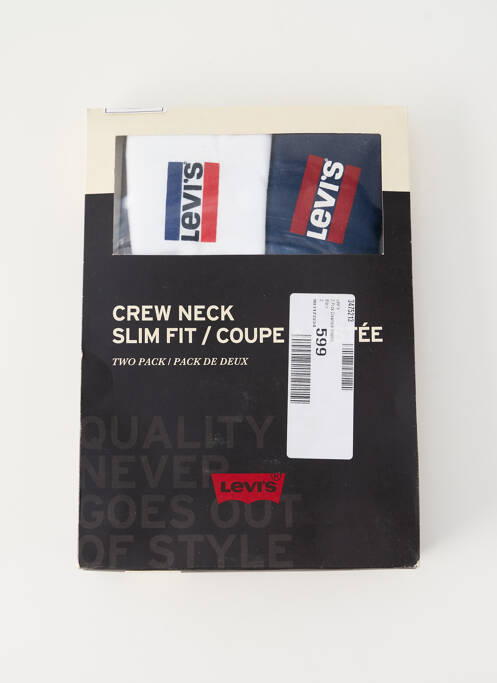 Levi's
Levi's
CREW NECK
SLIM FIT / COUPE
TWO PACK / PACK DE DEUX
3475213
599
QUALITY
NEVER
GOES OUT
OF STYLE
Levi's®